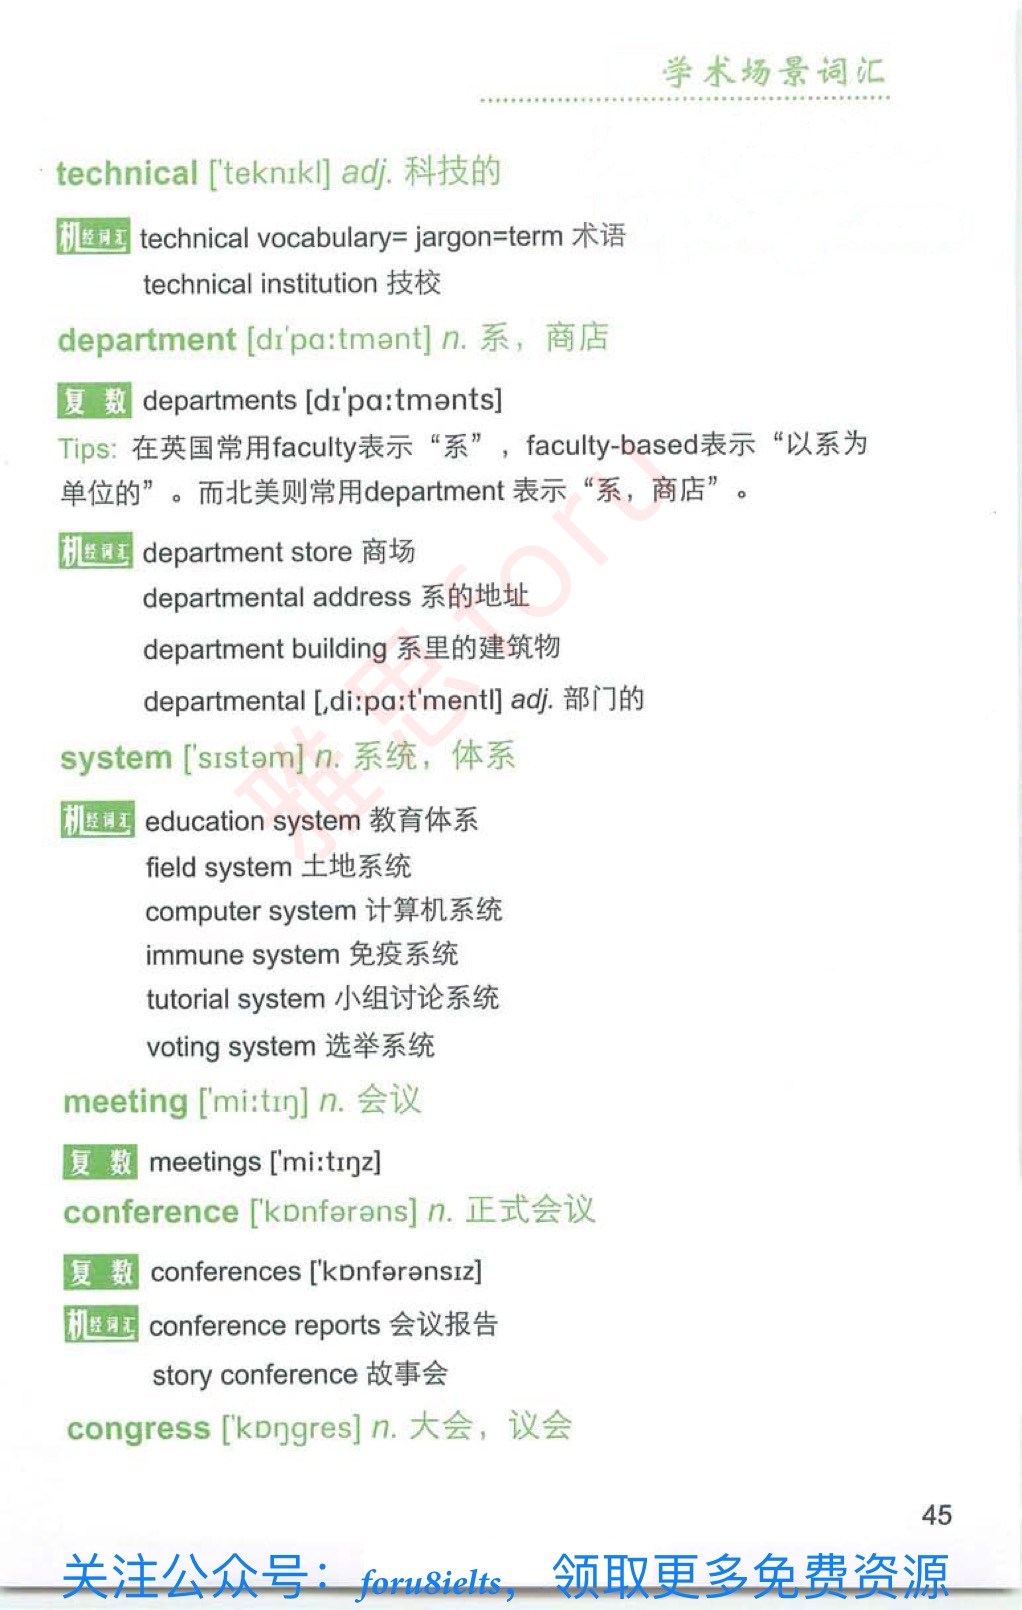 学术场景词汇
technical ['teknɪkl] adj. 科技的
机经词汇 technical vocabulary= jargon=term 术语
technical institution 技校
department [dɪ'pɑːtmənt] n. 系，商店
复数 departments [dɪ'pɑːtmənts]
Tips: 在英国常用faculty表示“系”，faculty-based表示“以系为
单位的”。而北美则常用department 表示“系，商店”。
机经词汇 department store 商场
departmental address 系的地址
department building 系里的建筑物
departmental [ˌdiːpɑːt'mentl] adj. 部门的
system ['sɪstəm] n. 系统，体系
机经词汇 education system 教育体系
field system 土地系统
computer system 计算机系统
immune system 免疫系统
tutorial system 小组讨论系统
voting system 选举系统
meeting ['miːtɪŋ] n. 会议
复数 meetings ['miːtɪŋz]
conference ['kɒnfərəns] n. 正式会议
复数 conferences ['kɒnfərənsɪz]
机经词汇 conference reports 会议报告
story conference 故事会
congress ['kɒŋgres] n. 大会，议会
45
雅思foru
关注公众号：foru8ielts，领取更多免费资源